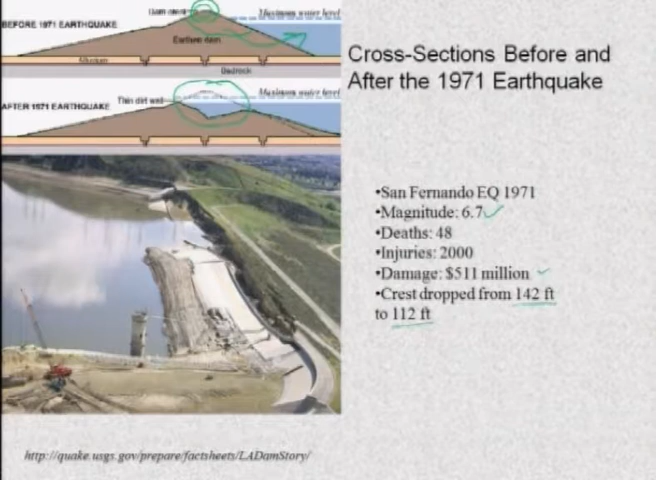 Maximum water level
BEFORE 1971 EARTHQUAKE
Earthen dam
Alluvium
Bedrock
Maximum water level
Thin dirt wall
AFTER 1971 EARTHQUAKE
Cross-Sections Before and
After the 1971 Earthquake
•San Fernando EQ 1971
•Magnitude: 6.7
•Deaths: 48
•Injuries: 2000
•Damage: $511 million
•Crest dropped from 142 ft
to 112 ft
http://quake.usgs.gov/prepare/factsheets/LADamStory/